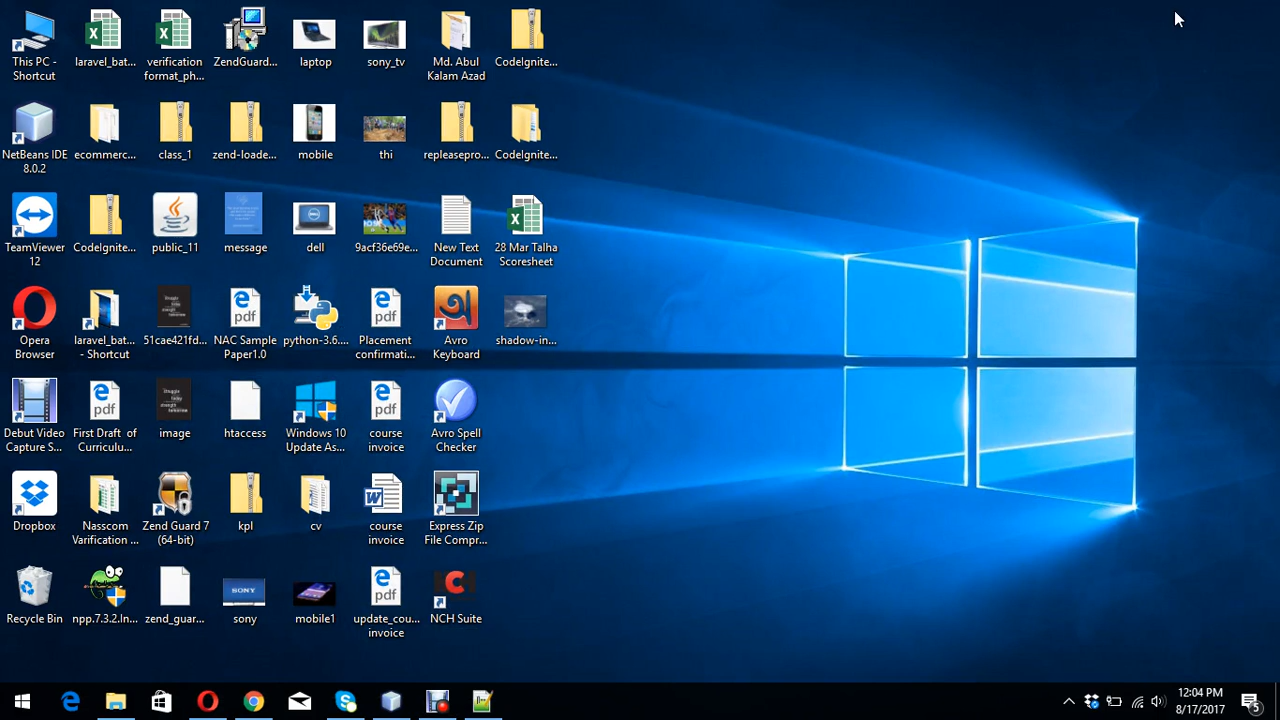 This PC -
Shortcut
laravel_bat...
verification
format_ph...
ZendGuard...
laptop
sony_tv
Md. Abul
Kalam Azad
CodeIgnite...
NetBeans IDE
8.0.2
ecommerc...
class_1
zend-loade...
mobile
thi
repleasepro...
CodeIgnite...
TeamViewer
12
CodeIgnite...
public_11
message
dell
9acf36e69e...
New Text
Document
28 Mar Talha
Scoresheet
Opera
Browser
laravel_bat...
- Shortcut
51cae421fd...
NAC Sample
Paper1.0
python-3.6....
Placement
confirmati...
Avro
Keyboard
shadow-in...
Debut Video
Capture S...
First Draft of
Curriculu...
image
htaccess
Windows 10
Update As...
course
invoice
Avro Spell
Checker
Dropbox
Nasscom
Varification ...
Zend Guard 7
(64-bit)
kpl
cv
course
invoice
Express Zip
File Compr...
Recycle Bin
npp.7.3.2.In...
zend_guar...
SONY
sony
mobile1
update_cou...
invoice
NCH Suite
12:04 PM
8/17/2017
5